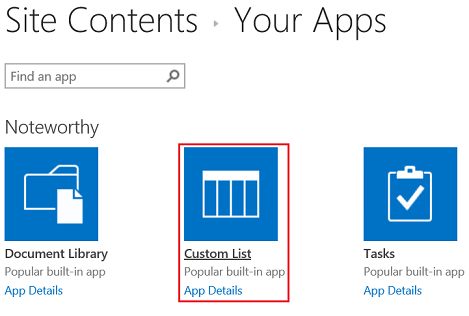 Site Contents ▸ Your Apps
Find an app
Noteworthy
Document Library
Popular built-in app
App Details
Custom List
Popular built-in app
App Details
Tasks
Popular built-in app
App Details